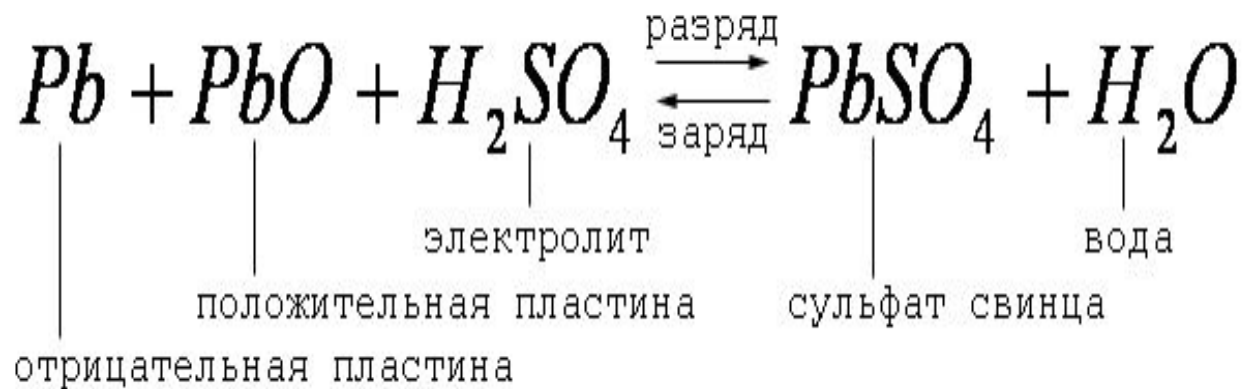 разряд
Pb + PbO + H₂SO₄ ⇄ PbSO₄ + H₂O
заряд
электролит вода
положительная пластина сульфат свинца
отрицательная пластина